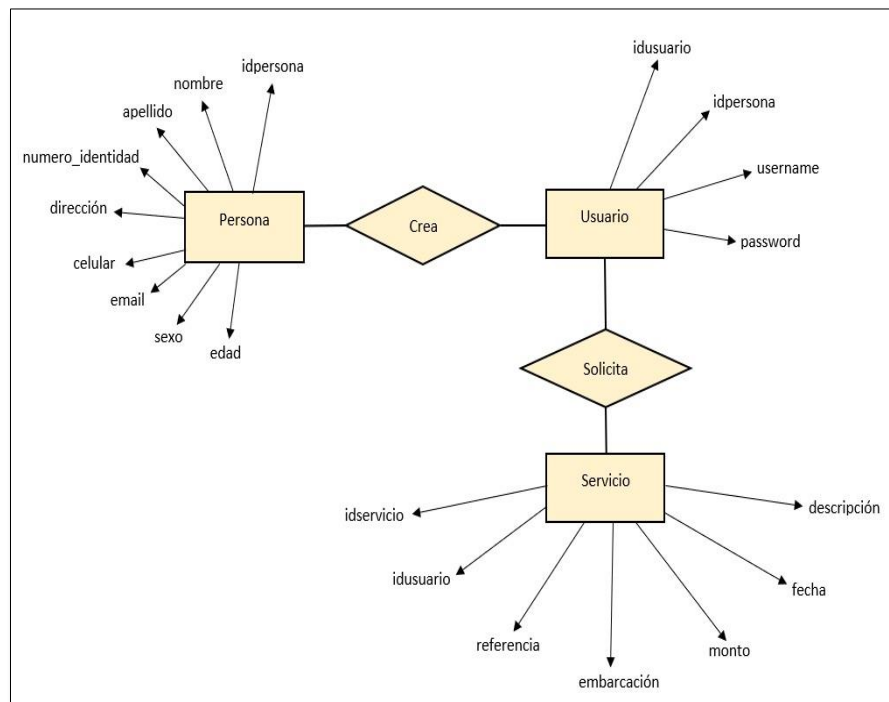 idusuario
idpersona
nombre
idpersona
apellido
numero_identidad
username
dirección
Persona
Crea
Usuario
password
celular
email
sexo
edad
Solicita
Servicio
idservicio
descripción
idusuario
fecha
referencia
monto
embarcación